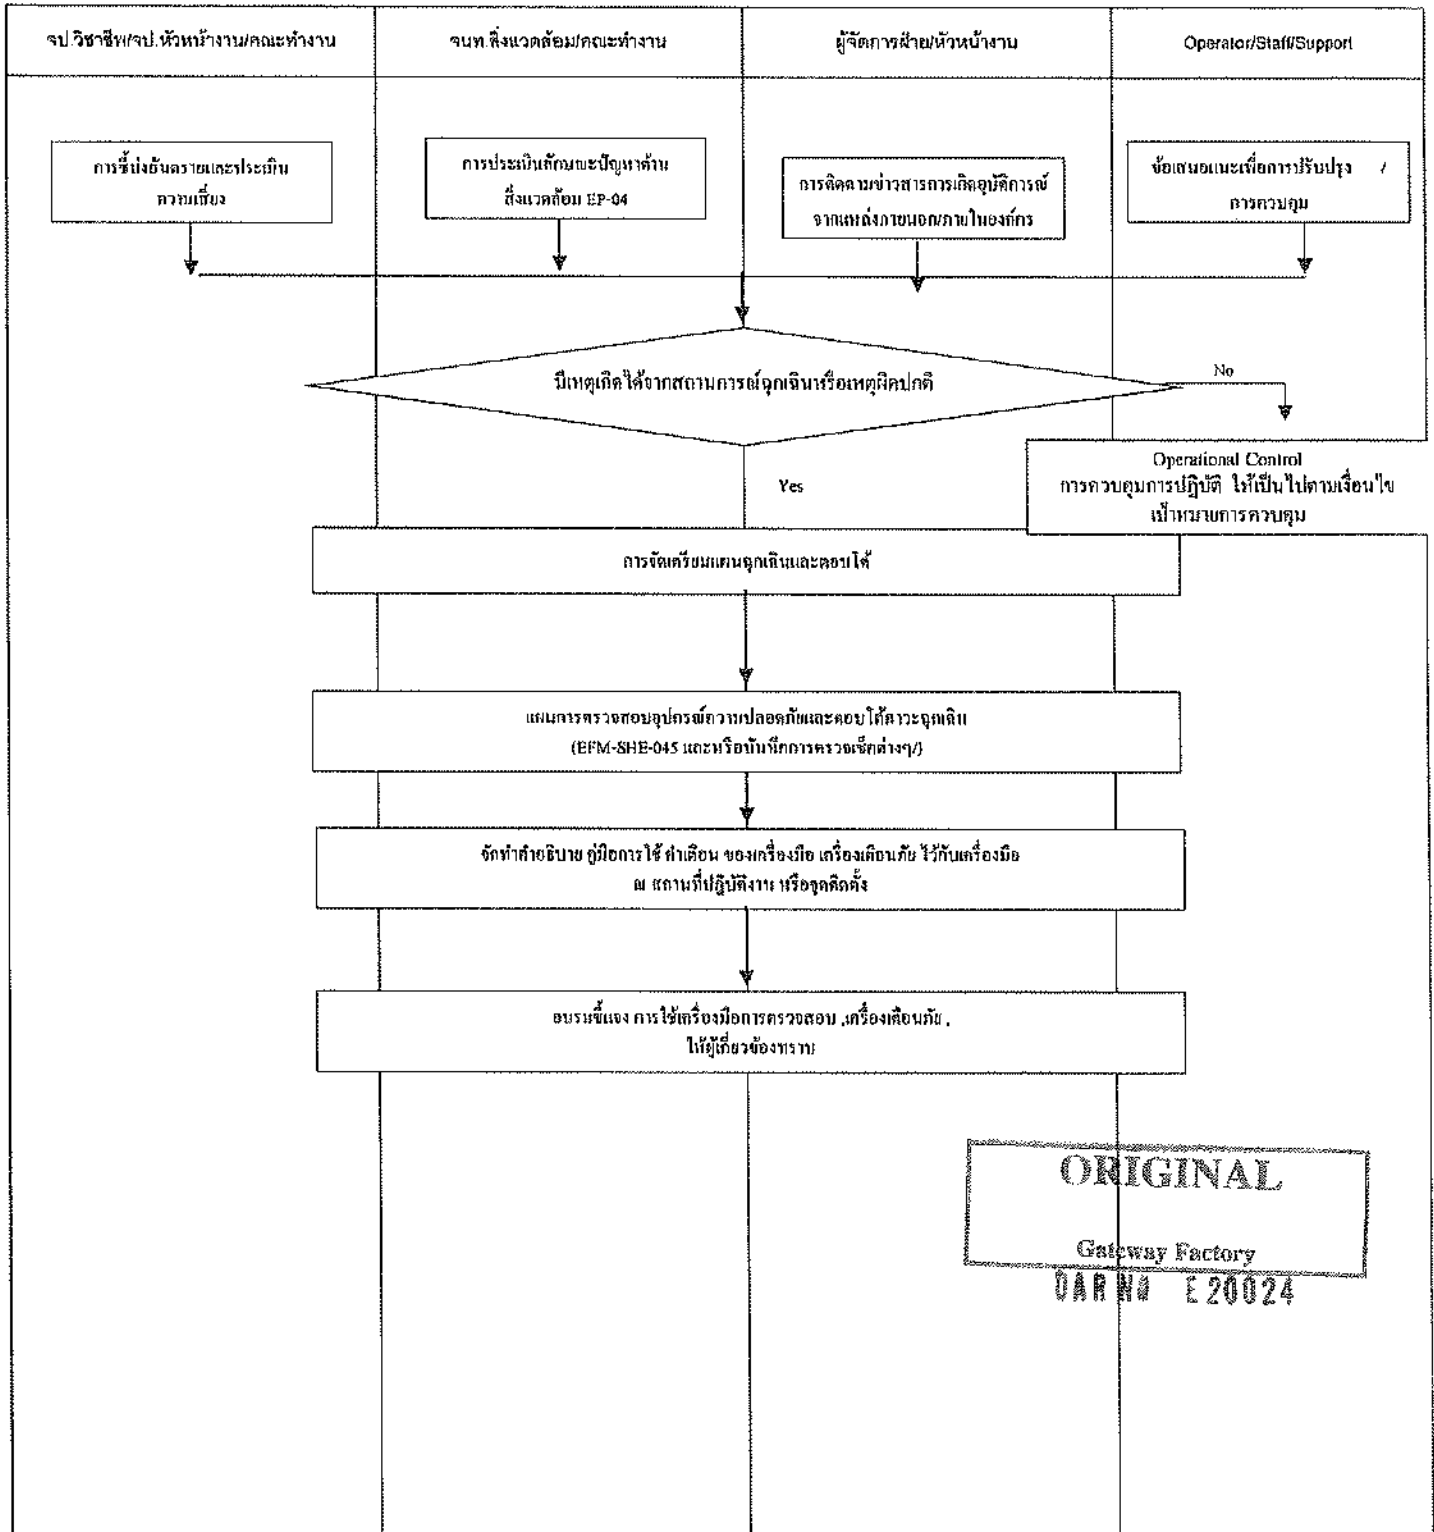 จป.วิชาชีพ/จป.หัวหน้างาน/คณะทำงาน
จนท.สิ่งแวดล้อม/คณะทำงาน
ผู้จัดการฝ่าย/หัวหน้างาน
Operator/Staff/Support
การชี้บ่งอันตรายและประเมิน
ความเสี่ยง
การประเมินลักษณะปัญหาด้าน
สิ่งแวดล้อม EP-04
การติดตามข่าวสารการเกิดอุบัติการณ์
จากแหล่งภายนอก/ภายในองค์กร
ข้อเสนอแนะเพื่อการปรับปรุง /
การควบคุม
มีเหตุเกิดได้จากสถานการณ์ฉุกเฉินหรือเหตุผิดปกติ
No
Yes
Operational Control
การควบคุมการปฏิบัติ ให้เป็นไปตามเงื่อนไข
เป้าหมายการควบคุม
การจัดเตรียมแผนฉุกเฉินและตอบโต้
แผนการตรวจสอบอุปกรณ์ความปลอดภัยและตอบโต้ภาวะฉุกเฉิน
(EFM-SHE-045 และหรือบันทึกการตรวจเช็คต่างๆ/)
จัดทำคำอธิบาย คู่มือการใช้ คำเตือน ของเครื่องมือ เครื่องเตือนภัย ไว้กับเครื่องมือ
ณ สถานที่ปฏิบัติงาน หรือจุดติดตั้ง
อบรมชี้แจง การใช้เครื่องมือการตรวจสอบ ,เครื่องเตือนภัย ,
ให้ผู้เกี่ยวข้องทราบ
ORIGINAL
Gateway Factory
DAR NO E20024